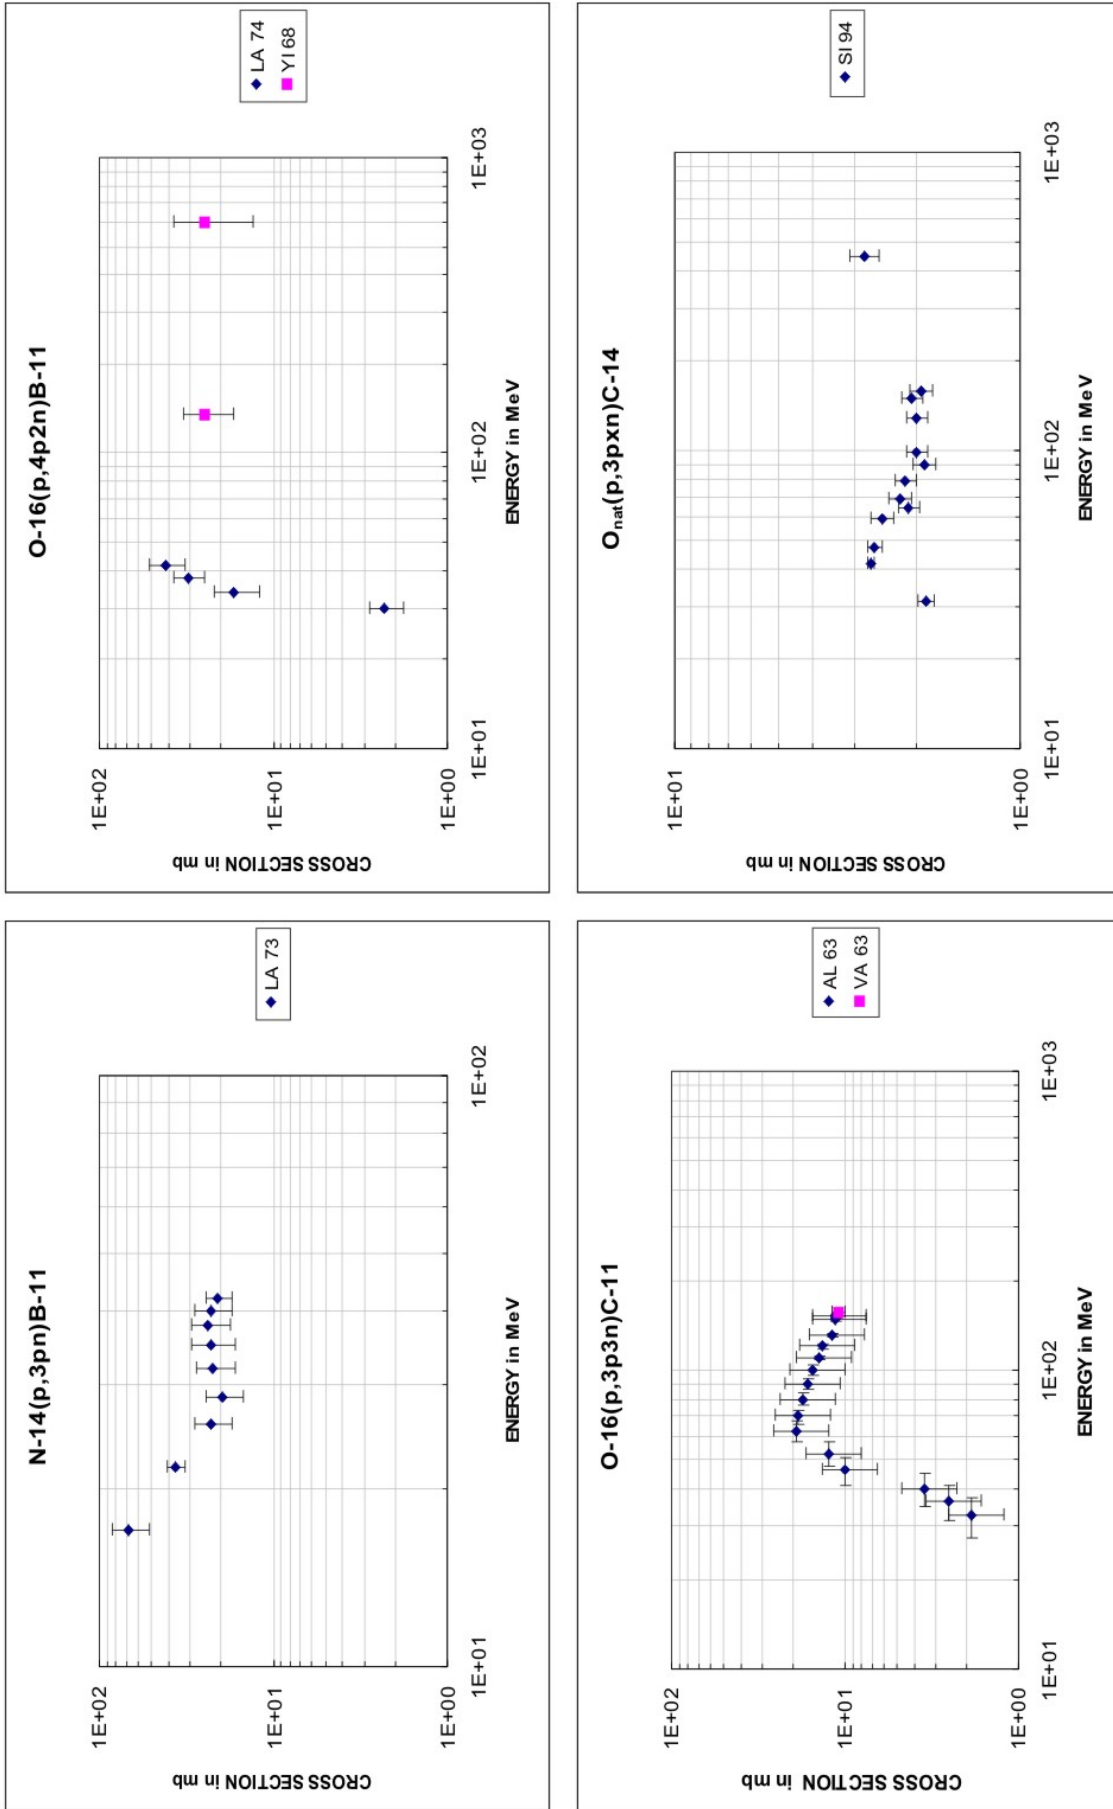 N-14(p,3pn)B-11
CROSS SECTION in mb
1E+02
1E+01
1E+00
1E+01
1E+02
ENERGY in MeV
LA 73
O-16(p,4p2n)B-11
CROSS SECTION in mb
1E+02
1E+01
1E+00
1E+01
1E+02
1E+03
ENERGY in MeV
LA 74
YI 68
O-16(p,3p3n)C-11
CROSS SECTION in mb
1E+02
1E+01
1E+00
1E+01
1E+02
1E+03
ENERGY in MeV
AL 63
VA 63
Onat(p,3pxn)C-14
CROSS SECTION in mb
1E+01
1E+00
1E+01
1E+02
1E+03
ENERGY in MeV
SI 94